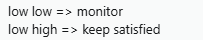 low low => monitor
low high => keep satisfied